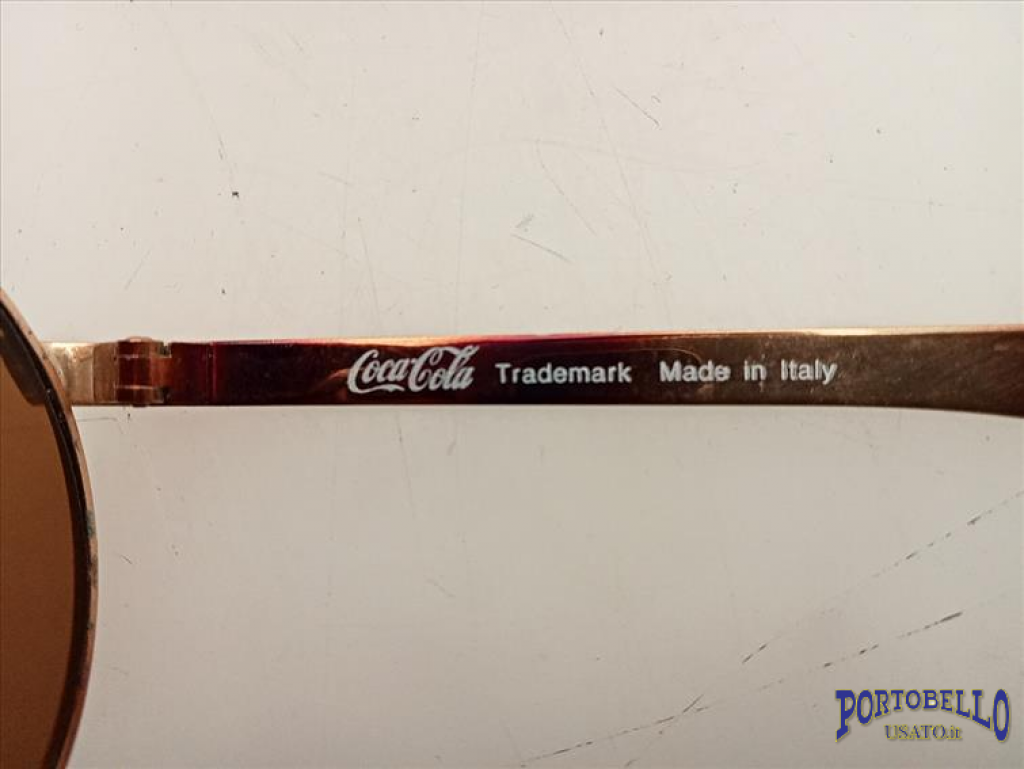 Coca-Cola Trademark Made in Italy
PORTOBELLO
USATO.it